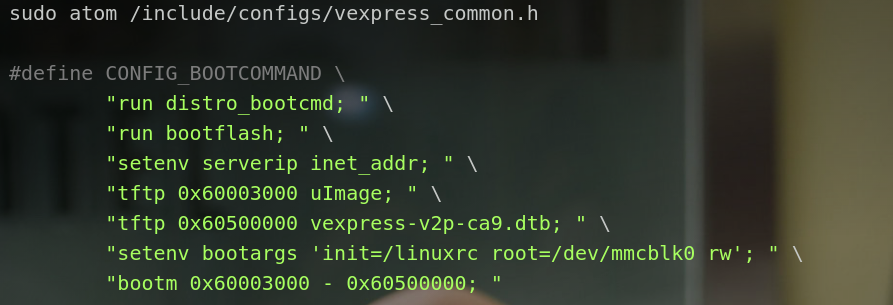 sudo atom /include/configs/vexpress_common.h
#define CONFIG_BOOTCOMMAND \
"run distro_bootcmd; " \
"run bootflash; " \
"setenv serverip inet_addr; " \
"tftp 0x60003000 uImage; " \
"tftp 0x60500000 vexpress-v2p-ca9.dtb; " \
"setenv bootargs 'init=/linuxrc root=/dev/mmcblk0 rw'; " \
"bootm 0x60003000 - 0x60500000; "